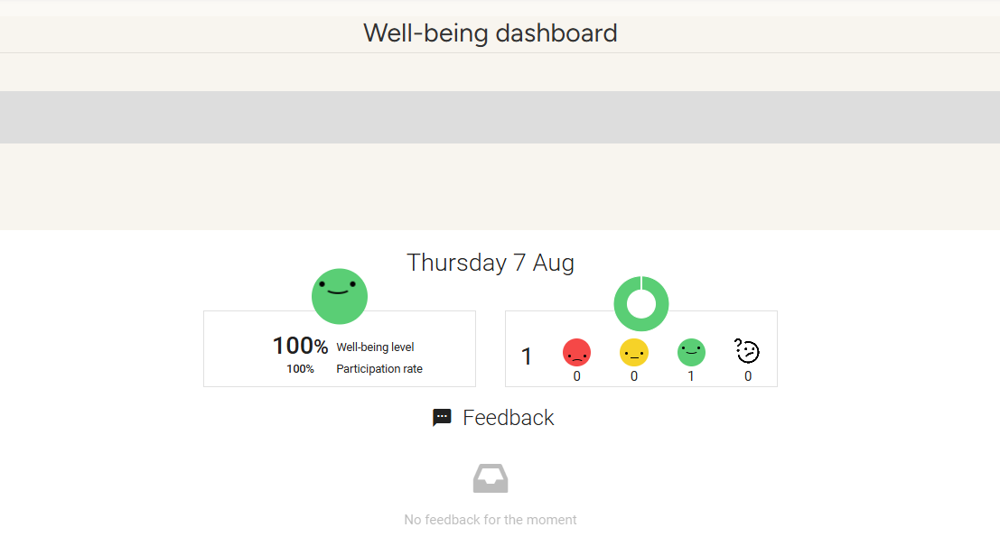 Well-being dashboard
Thursday 7 Aug
100% Well-being level
100% Participation rate
1
0 0 1 0
Feedback
No feedback for the moment